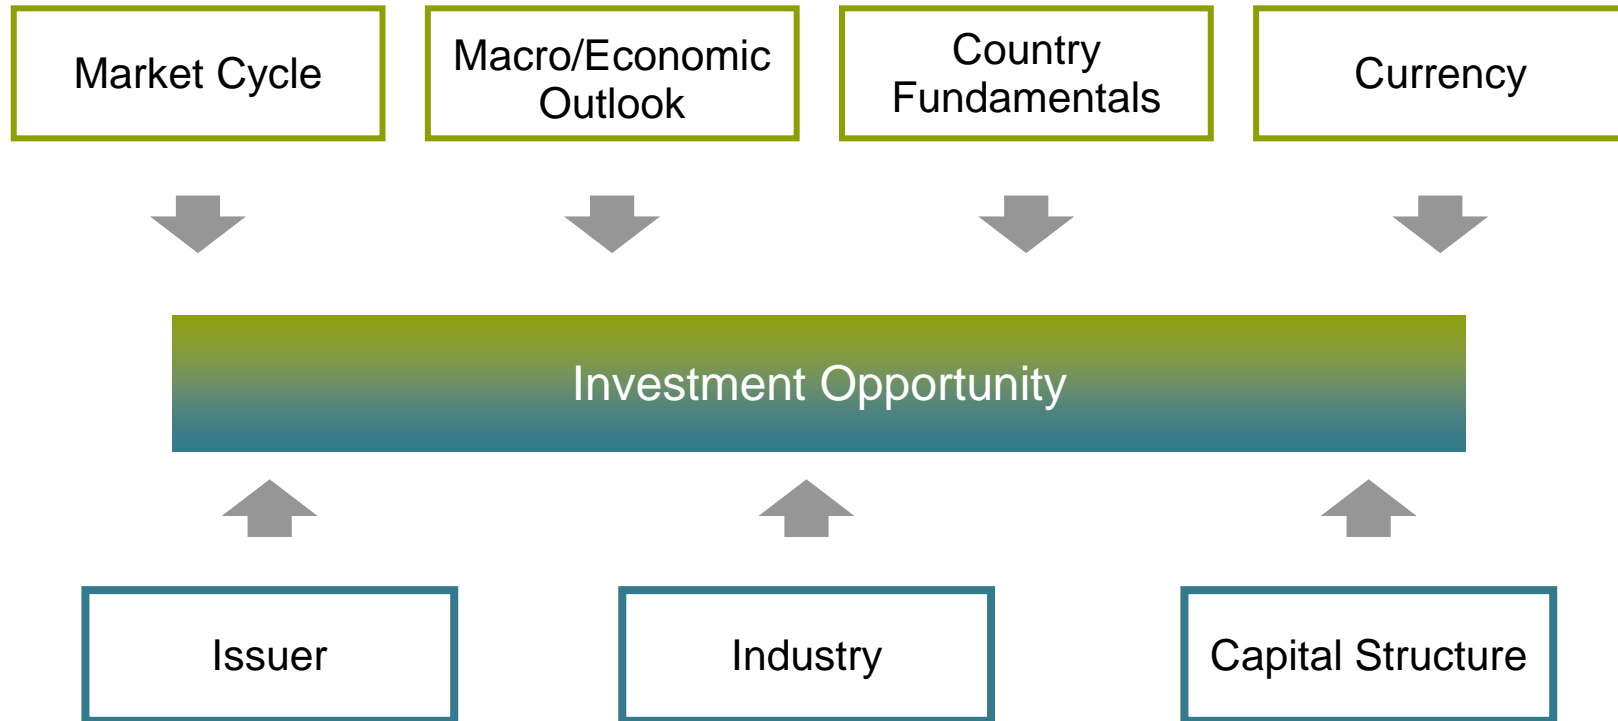 Market Cycle
Macro/Economic
Outlook
Country
Fundamentals
Currency
Investment Opportunity
Issuer
Industry
Capital Structure